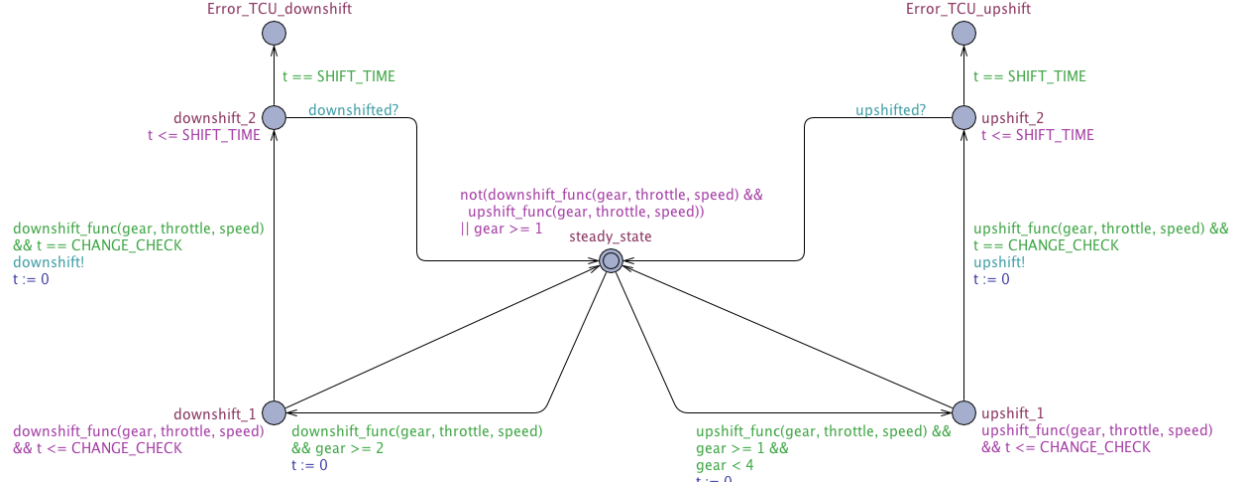 Error_TCU_downshift
Error_TCU_upshift
t == SHIFT_TIME
t == SHIFT_TIME
downshift_2
t <= SHIFT_TIME
downshifted?
upshifted?
upshift_2
t <= SHIFT_TIME
not(downshift_func(gear, throttle, speed) &&
upshift_func(gear, throttle, speed))
|| gear >= 1
steady_state
downshift_func(gear, throttle, speed)
&& t == CHANGE_CHECK
downshift!
t := 0
upshift_func(gear, throttle, speed) &&
t == CHANGE_CHECK
upshift!
t := 0
downshift_1
downshift_func(gear, throttle, speed)
&& t <= CHANGE_CHECK
downshift_func(gear, throttle, speed)
&& gear >= 2
t := 0
upshift_func(gear, throttle, speed) &&
gear >= 1 &&
gear < 4
t := 0
upshift_1
upshift_func(gear, throttle, speed)
&& t <= CHANGE_CHECK